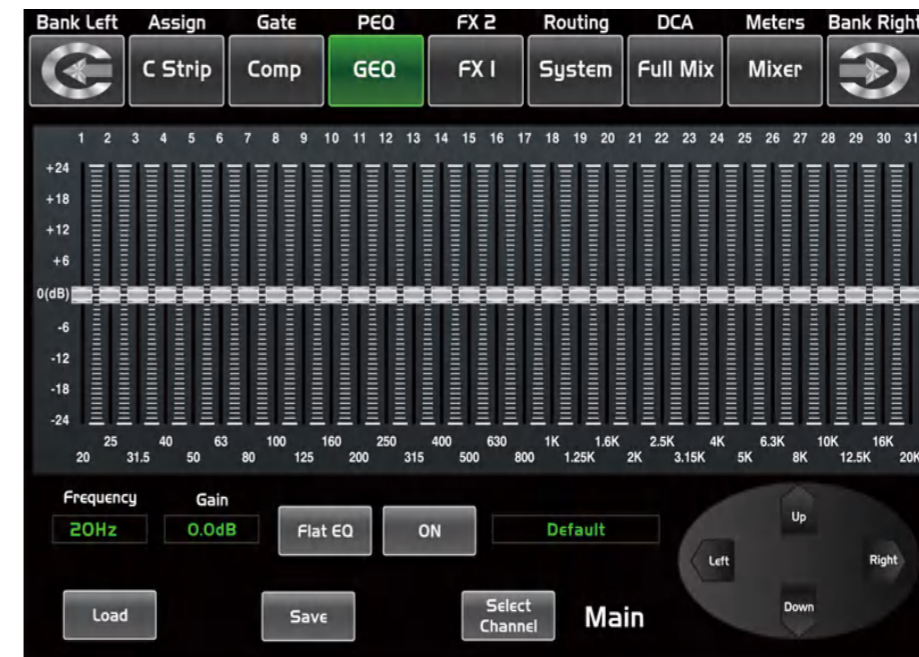 Bank Left Assign Gate PEQ FX 2 Routing DCA Meters Bank Right
C Strip Comp GEQ FX 1 System Full Mix Mixer
1 2 3 4 5 6 7 8 9 10 11 12 13 14 15 16 17 18 19 20 21 22 23 24 25 26 27 28 29 30 31
+24
+18
+12
+6
0(dB)
-6
-12
-18
-24
25 40 63 100 160 250 400 630 1K 1.6K 2.5K 4K 6.3K 10K 16K
20 31.5 50 80 125 200 315 500 800 1.25K 2K 3.15K 5K 8K 12.5K 20K
Frequency Gain
20Hz 0.0dB Flat EQ ON Default
Up
Left Right
Down
Load Save Select Channel Main